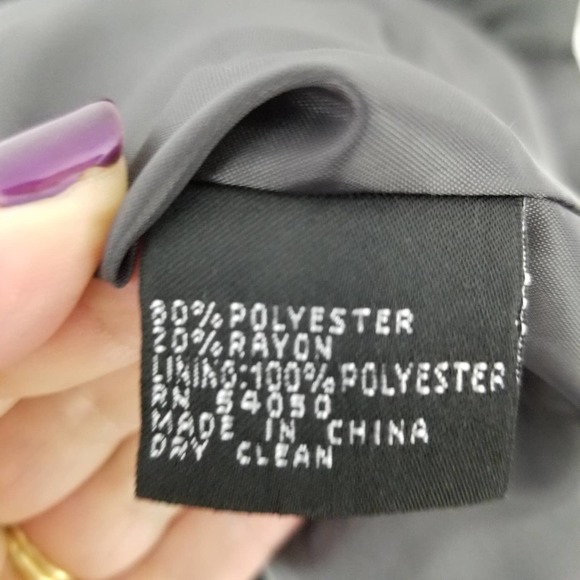 80% POLYESTER
20% RAYON
LINING:100% POLYESTER
RN 54050
MADE IN CHINA
DRY CLEAN